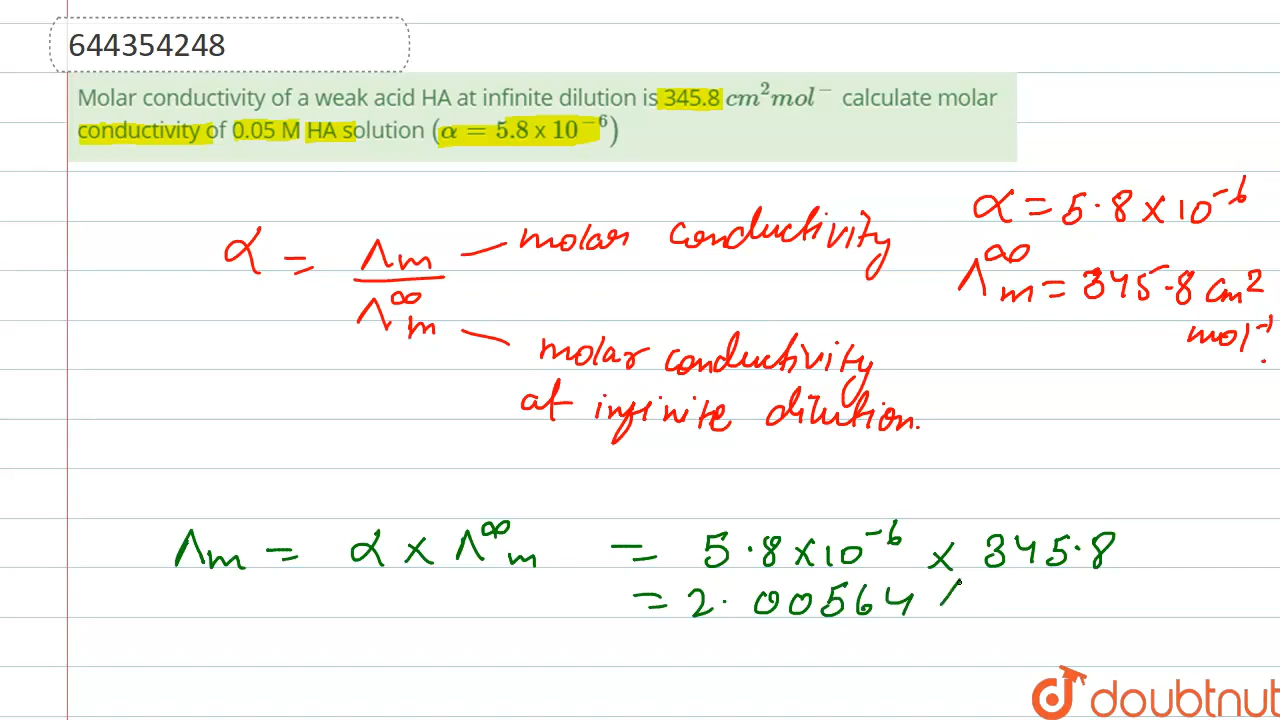 644354248
Molar conductivity of a weak acid HA at infinite dilution is 345.8 cm²mol⁻ calculate molar
conductivity of 0.05 M HA solution (α = 5.8 x 10⁻⁶)
α = 5.8 × 10⁻⁶
α = Λm / Λ∞m
molar conductivity
Λ∞m = 345.8 cm²
mol⁻¹.
molar conductivity
at infinite dilution.
Λm = α × Λ∞m = 5.8 × 10⁻⁶ × 345.8
= 2.00564
doubtnut